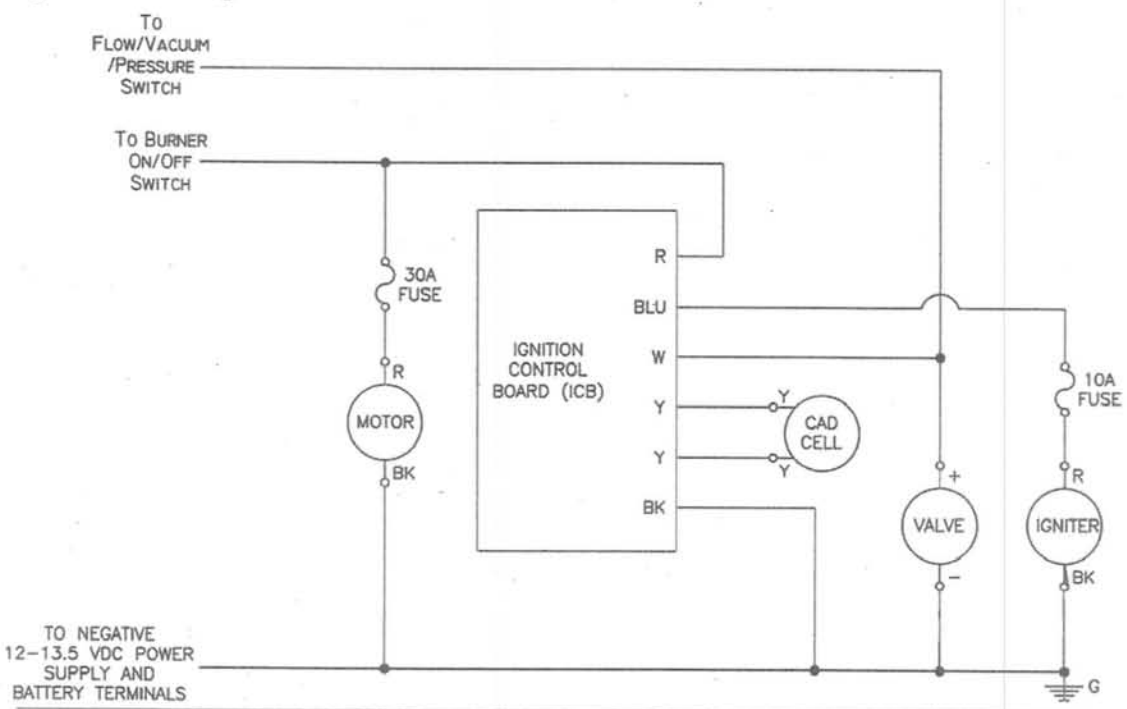 To
FLOW/VACUUM
/PRESSURE
SWITCH
To BURNER
ON/OFF
SWITCH
30A
FUSE
R
MOTOR
BK
IGNITION
CONTROL
BOARD (ICB)
R
BLU
W
Y
Y
BK
Y
CAD
CELL
Y
+
VALVE
-
10A
FUSE
R
IGNITER
BK
TO NEGATIVE
12-13.5 VDC POWER
SUPPLY AND
BATTERY TERMINALS
G